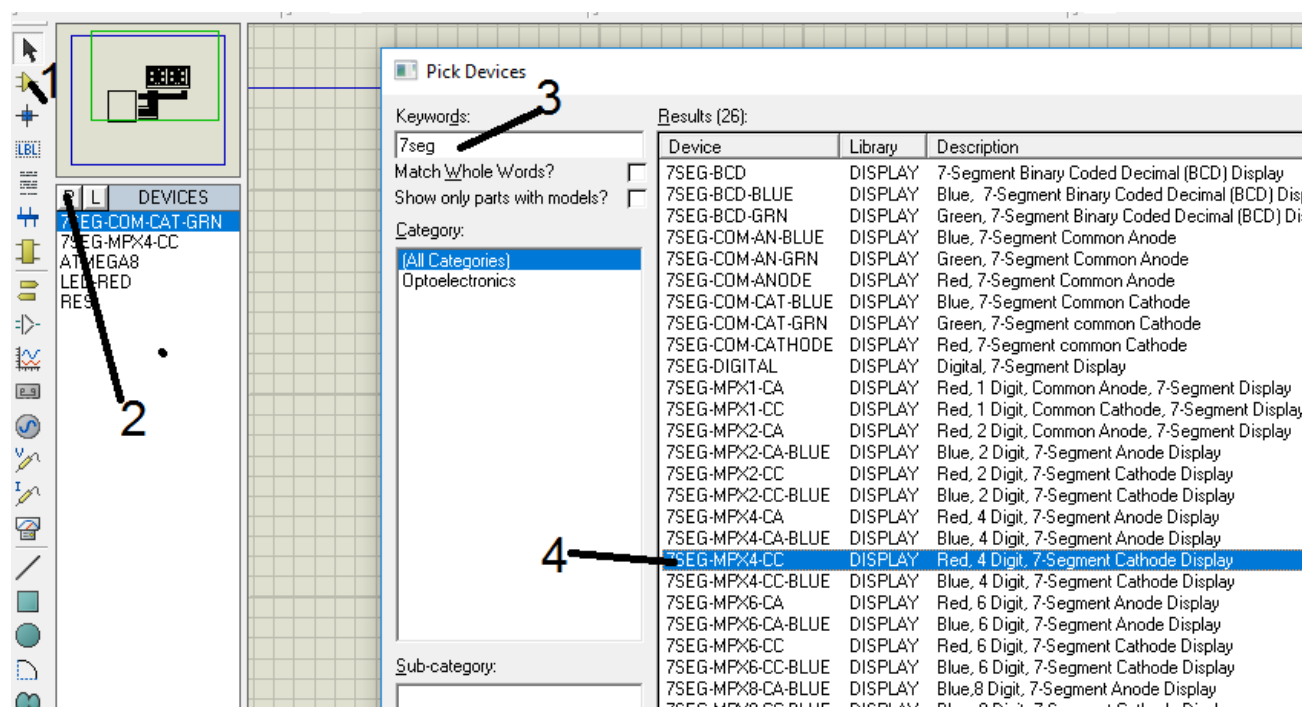 1
LBL
P L DEVICES
7SEG-COM-CAT-GRN
7SEG-MPX4-CC
ATMEGA8
LED-RED
RES
2
Pick Devices
3
Keywords:
7seg
Match Whole Words?
Show only parts with models?
Category:
(All Categories)
Optoelectronics
Sub-category:
4
Results (26):
Device Library Description
7SEG-BCD DISPLAY 7-Segment Binary Coded Decimal (BCD) Display
7SEG-BCD-BLUE DISPLAY Blue, 7-Segment Binary Coded Decimal (BCD) Dis
7SEG-BCD-GRN DISPLAY Green, 7-Segment Binary Coded Decimal (BCD) Di
7SEG-COM-AN-BLUE DISPLAY Blue, 7-Segment Common Anode
7SEG-COM-AN-GRN DISPLAY Green, 7-Segment Common Anode
7SEG-COM-ANODE DISPLAY Red, 7-Segment Common Anode
7SEG-COM-CAT-BLUE DISPLAY Blue, 7-Segment Common Cathode
7SEG-COM-CAT-GRN DISPLAY Green, 7-Segment common Cathode
7SEG-COM-CATHODE DISPLAY Red, 7-Segment common Cathode
7SEG-DIGITAL DISPLAY Digital, 7-Segment Display
7SEG-MPX1-CA DISPLAY Red, 1 Digit, Common Anode, 7-Segment Display
7SEG-MPX1-CC DISPLAY Red, 1 Digit, Common Cathode, 7-Segment Display
7SEG-MPX2-CA DISPLAY Red, 2 Digit, Common Anode, 7-Segment Display
7SEG-MPX2-CA-BLUE DISPLAY Blue, 2 Digit, 7-Segment Anode Display
7SEG-MPX2-CC DISPLAY Red, 2 Digit, 7-Segment Cathode Display
7SEG-MPX2-CC-BLUE DISPLAY Blue, 2 Digit, 7-Segment Cathode Display
7SEG-MPX4-CA DISPLAY Red, 4 Digit, 7-Segment Anode Display
7SEG-MPX4-CA-BLUE DISPLAY Blue, 4 Digit, 7-Segment Anode Display
7SEG-MPX4-CC DISPLAY Red, 4 Digit, 7-Segment Cathode Display
7SEG-MPX4-CC-BLUE DISPLAY Blue, 4 Digit, 7-Segment Cathode Display
7SEG-MPX6-CA DISPLAY Red, 6 Digit, 7-Segment Anode Display
7SEG-MPX6-CA-BLUE DISPLAY Blue, 6 Digit, 7-Segment Anode Display
7SEG-MPX6-CC DISPLAY Red, 6 Digit, 7-Segment Cathode Display
7SEG-MPX6-CC-BLUE DISPLAY Blue, 6 Digit, 7-Segment Cathode Display
7SEG-MPX8-CA-BLUE DISPLAY Blue,8 Digit, 7-Segment Anode Display